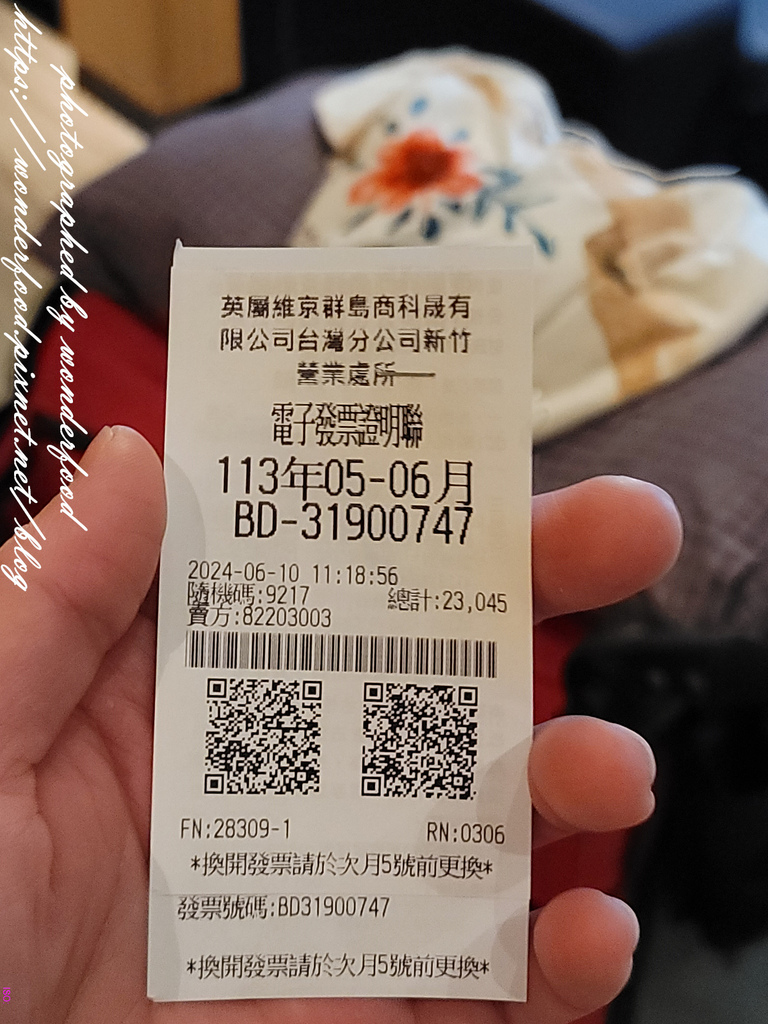 英屬維京群島商科晟有
限公司台灣分公司新竹
營業處所一
電子發票證明聯
113年05-06月
BD-31900747
2024-06-10 11:18:56
隨機碼:9217 總計:23,045
賣方:82203003
FN:28309-1 RN:0306
*換開發票請於次月5號前更換*
發票號碼:BD31900747
*換開發票請於次月5號前更換*
photographed by wonderfood
https://wonderfood.pixnet.net/blog